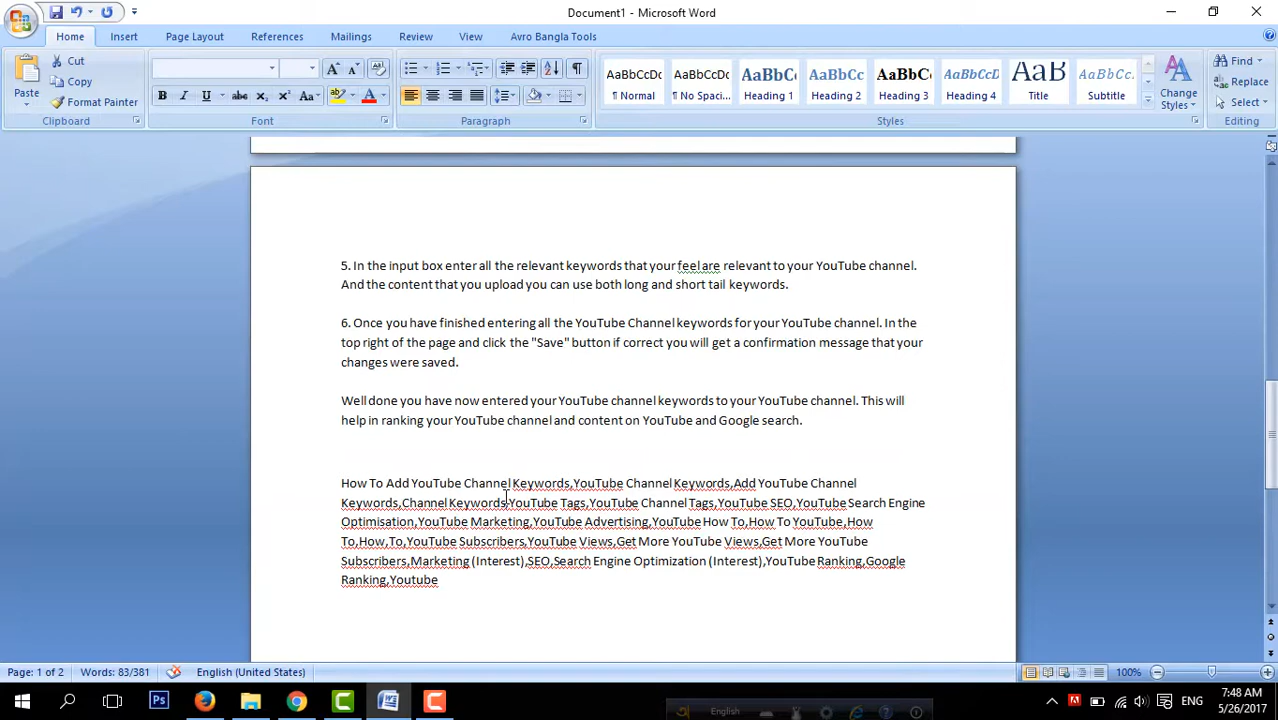 Document1 - Microsoft Word
Home Insert Page Layout References Mailings Review View Avro Bangla Tools
Paste
Cut
Copy
Format Painter
Clipboard
B I U abc x₂ x² Aa A
Font
Paragraph
AaBbCcDc AaBbCcDc AaBbCc AaBbCc AaBbCc AaBbCcD AaB AaBbCcD
¶ Normal ¶ No Spaci... Heading 1 Heading 2 Heading 3 Heading 4 Title Subtitle
Change
Styles
Styles
Find
Replace
Select
Editing
5. In the input box enter all the relevant keywords that your feel are relevant to your YouTube channel.
And the content that you upload you can use both long and short tail keywords.
6. Once you have finished entering all the YouTube Channel keywords for your YouTube channel. In the
top right of the page and click the "Save" button if correct you will get a confirmation message that your
changes were saved.
Well done you have now entered your YouTube channel keywords to your YouTube channel. This will
help in ranking your YouTube channel and content on YouTube and Google search.
How To Add YouTube Channel Keywords,YouTube Channel Keywords,Add YouTube Channel
Keywords,Channel Keywords,YouTube Tags,YouTube Channel Tags,YouTube SEO,YouTube Search Engine
Optimisation,YouTube Marketing,YouTube Advertising,YouTube How To,How To YouTube,How
To,How,To,YouTube Subscribers,YouTube Views,Get More YouTube Views,Get More YouTube
Subscribers,Marketing (Interest),SEO,Search Engine Optimization (Interest),YouTube Ranking,Google
Ranking,Youtube
Page: 1 of 2 Words: 83/381 English (United States) 100%
Ps
English
ENG
7:48 AM
5/26/2017